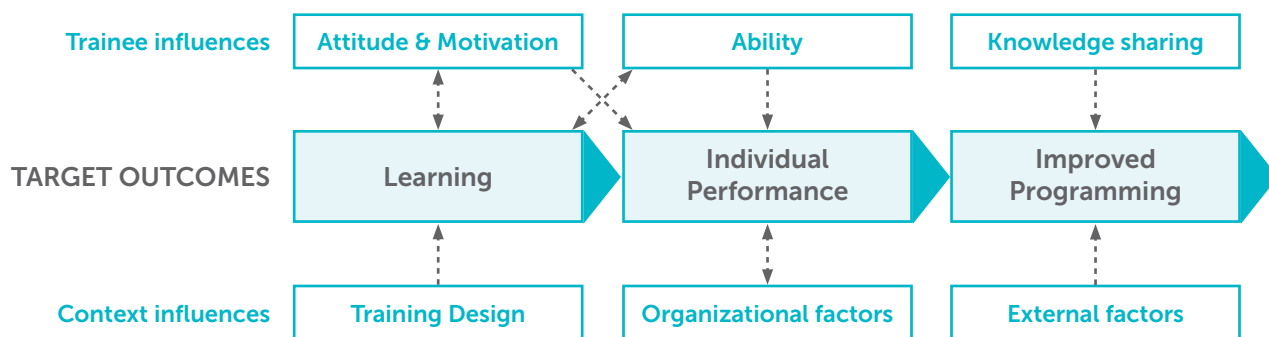 Trainee influences
Attitude & Motivation
Ability
Knowledge sharing
TARGET OUTCOMES
Learning
Individual
Performance
Improved
Programming
Context influences
Training Design
Organizational factors
External factors